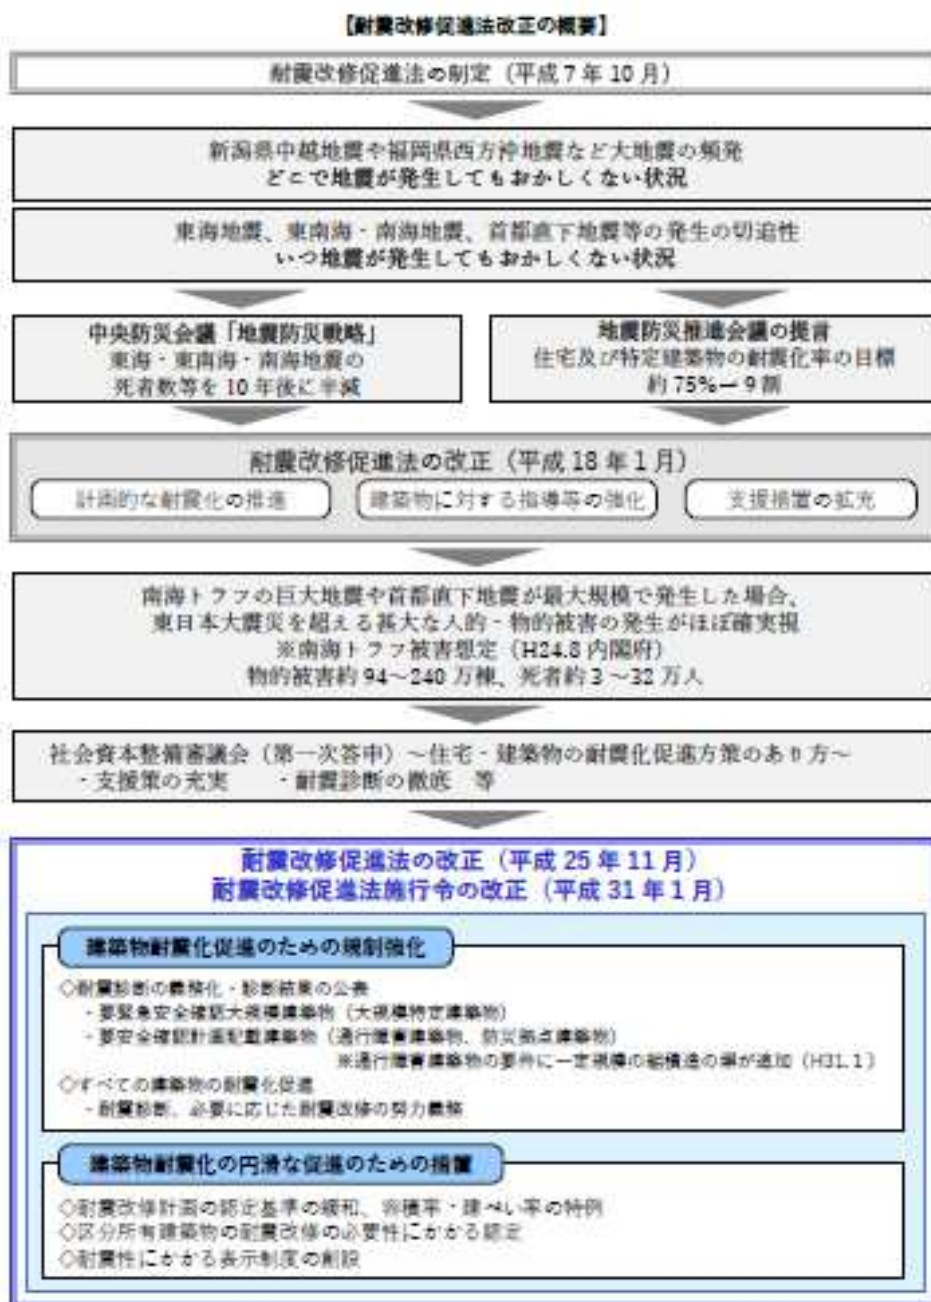 【耐震改修促進法改正の概要】
耐震改修促進法の制定（平成7年10月）
新潟県中越地震や福岡県西方沖地震など大地震の頻発
どこで地震が発生してもおかしくない状況
東海地震、東南海・南海地震、首都直下地震等の発生の切迫性
いつ地震が発生してもおかしくない状況
中央防災会議「地震防災戦略」
東海・東南海・南海地震の
死者数等を10年後に半減
地震防災推進会議の提言
住宅及び特定建築物の耐震化率の目標
約75%→9割
耐震改修促進法の改正（平成18年1月）
計画的な耐震化の推進
建築物に対する指導等の強化
支援措置の拡充
南海トラフの巨大地震や首都直下地震が最大規模で発生した場合、
東日本大震災を超える甚大な人的・物的被害の発生がほぼ確実視
※南海トラフ被害想定（H24.8内閣府）
物的被害約94～240万棟、死者約3～32万人
社会資本整備審議会（第一次答申）～住宅・建築物の耐震化促進方策のあり方～
・支援策の充実　・耐震診断の徹底　等
耐震改修促進法の改正（平成25年11月）
耐震改修促進法施行令の改正（平成31年1月）
建築物耐震化促進のための規制強化
◇耐震診断の義務化・診断結果の公表
・要緊急安全確認大規模建築物（大規模特定建築物）
・要安全確認計画記載建築物（通行障害建築物、防災拠点建築物）
※通行障害建築物の要件に一定規模の組積造の塀が追加（H31.1）
◇すべての建築物の耐震化促進
・耐震診断、必要に応じた耐震改修の努力義務
建築物耐震化の円滑な促進のための措置
◇耐震改修計画の認定基準の緩和、容積率・建ぺい率の特例
◇区分所有建築物の耐震改修の必要性にかかる認定
◇耐震性にかかる表示制度の創設